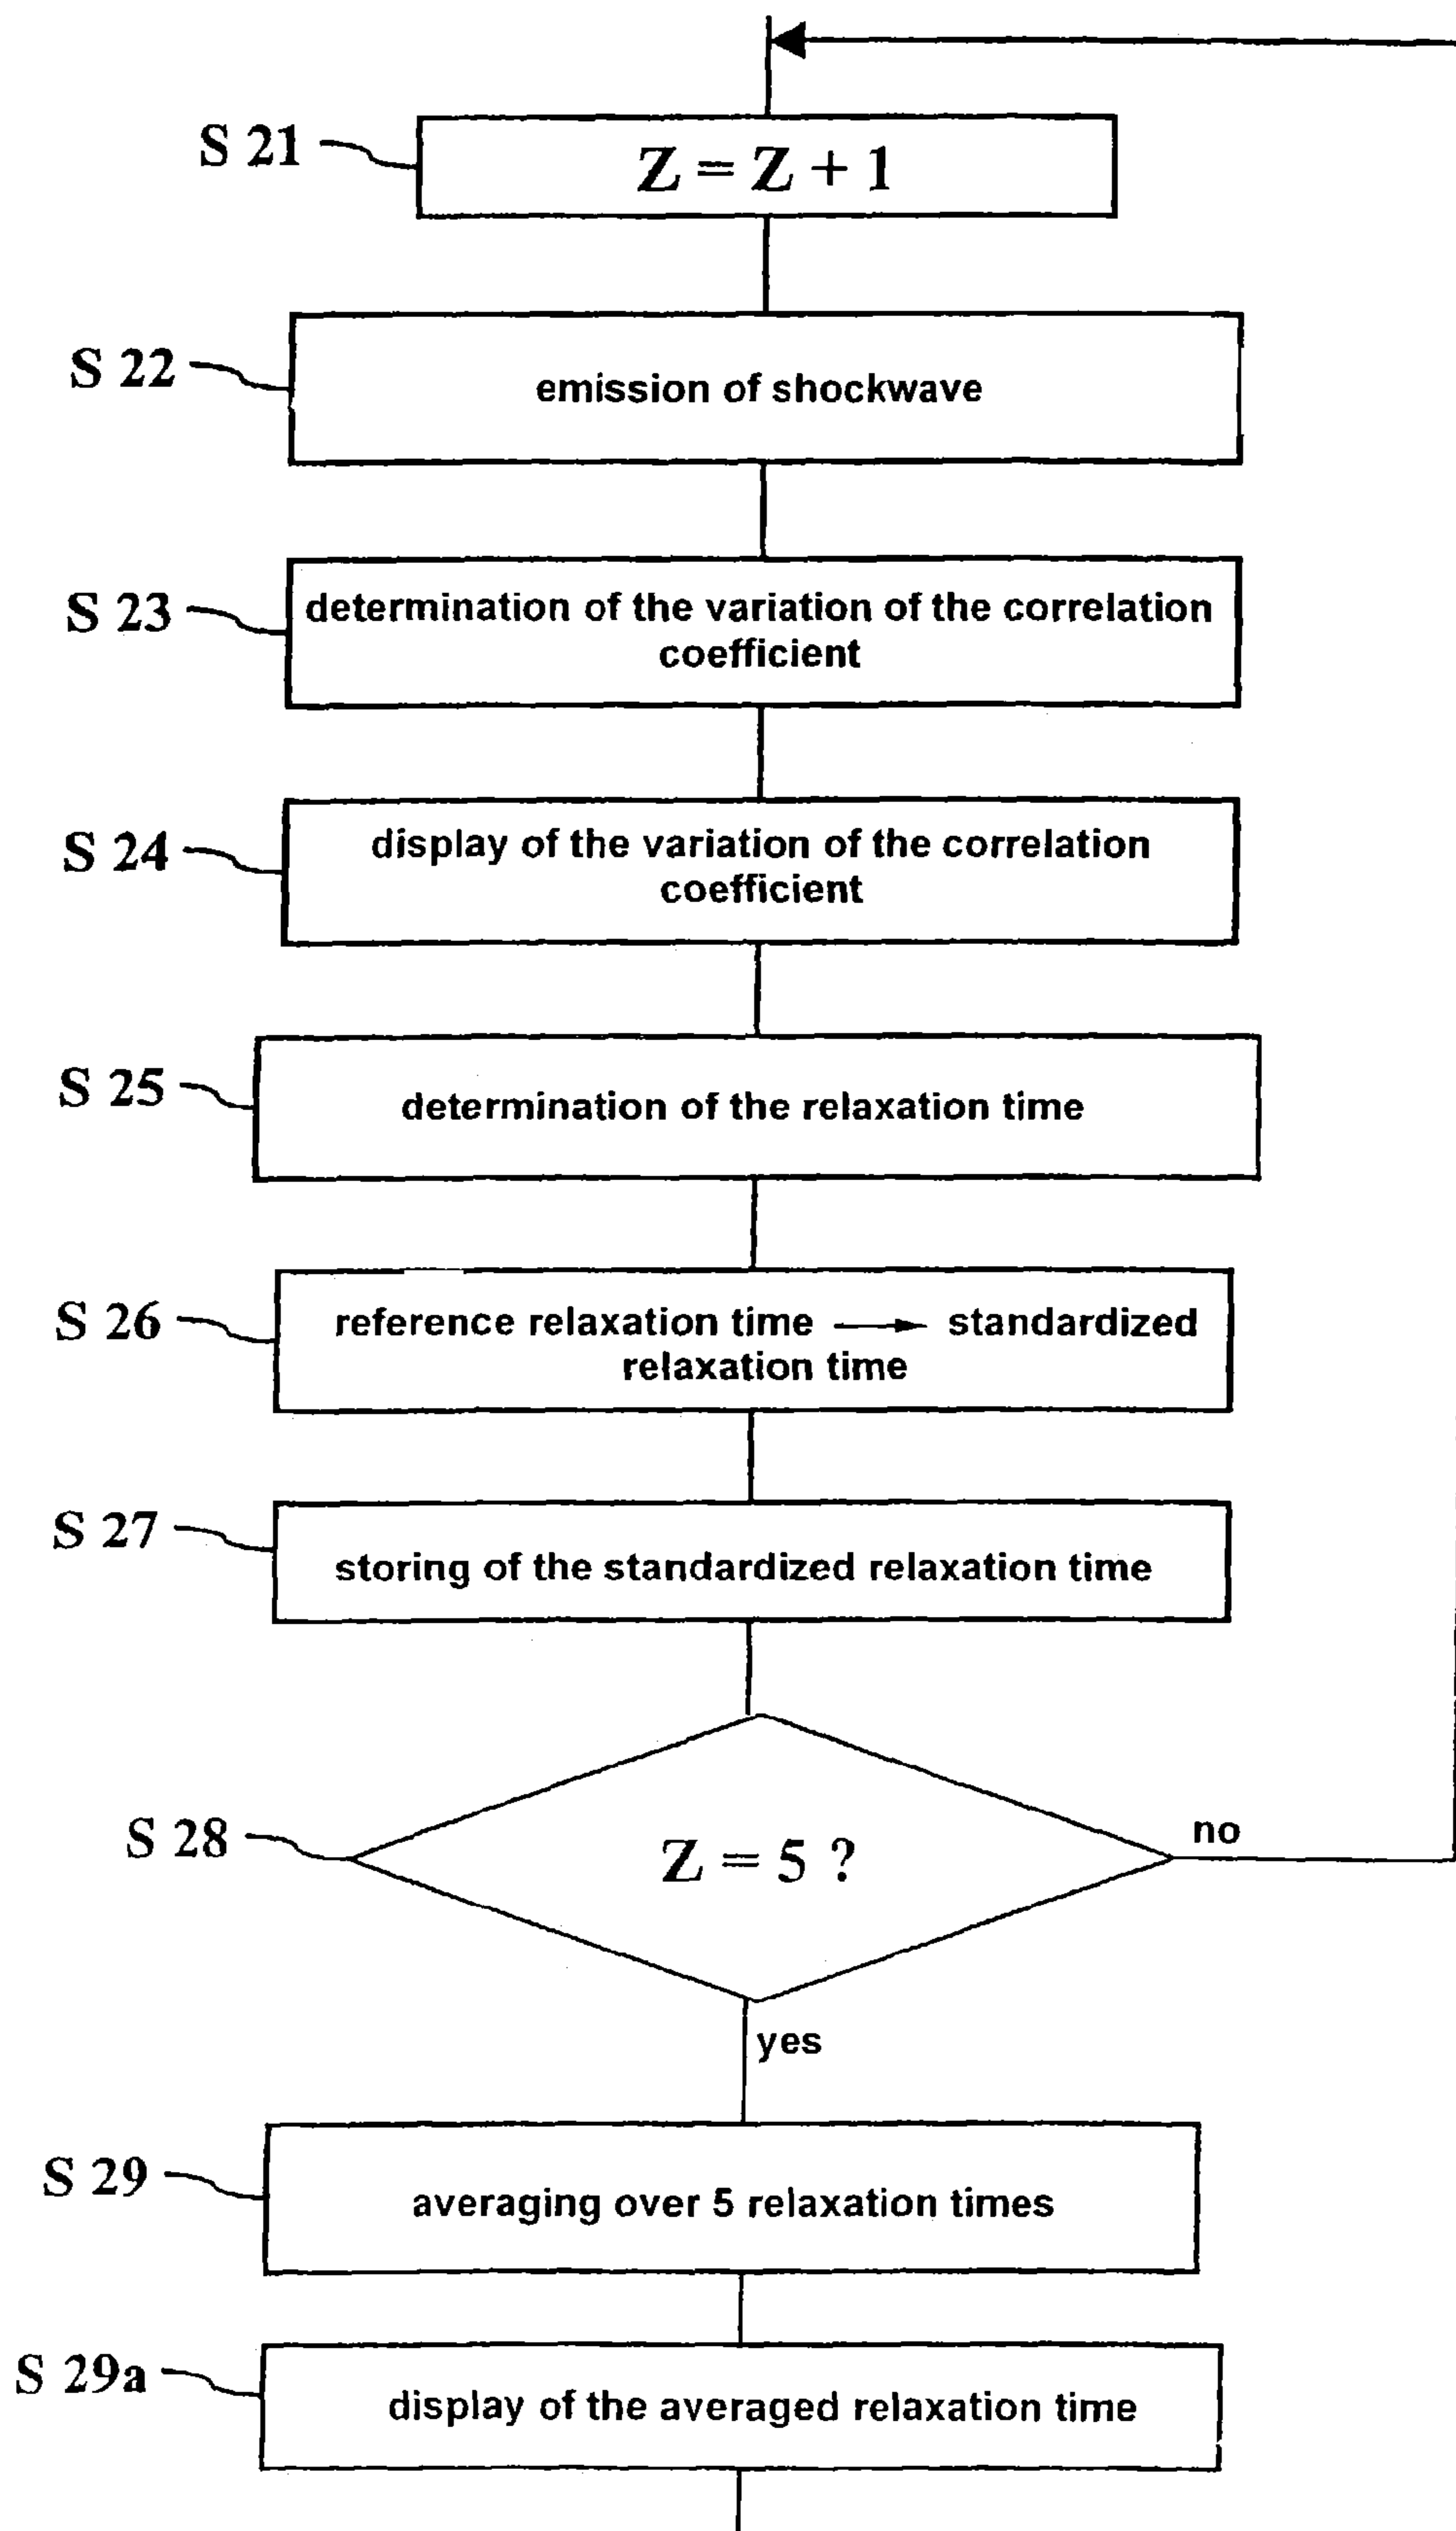 S 21
Z = Z + 1
S 22
emission of shockwave
S 23
determination of the variation of the correlation
coefficient
S 24
display of the variation of the correlation
coefficient
S 25
determination of the relaxation time
S 26
reference relaxation time → standardized
relaxation time
S 27
storing of the standardized relaxation time
S 28
Z = 5 ?
no
yes
S 29
averaging over 5 relaxation times
S 29a
display of the averaged relaxation time